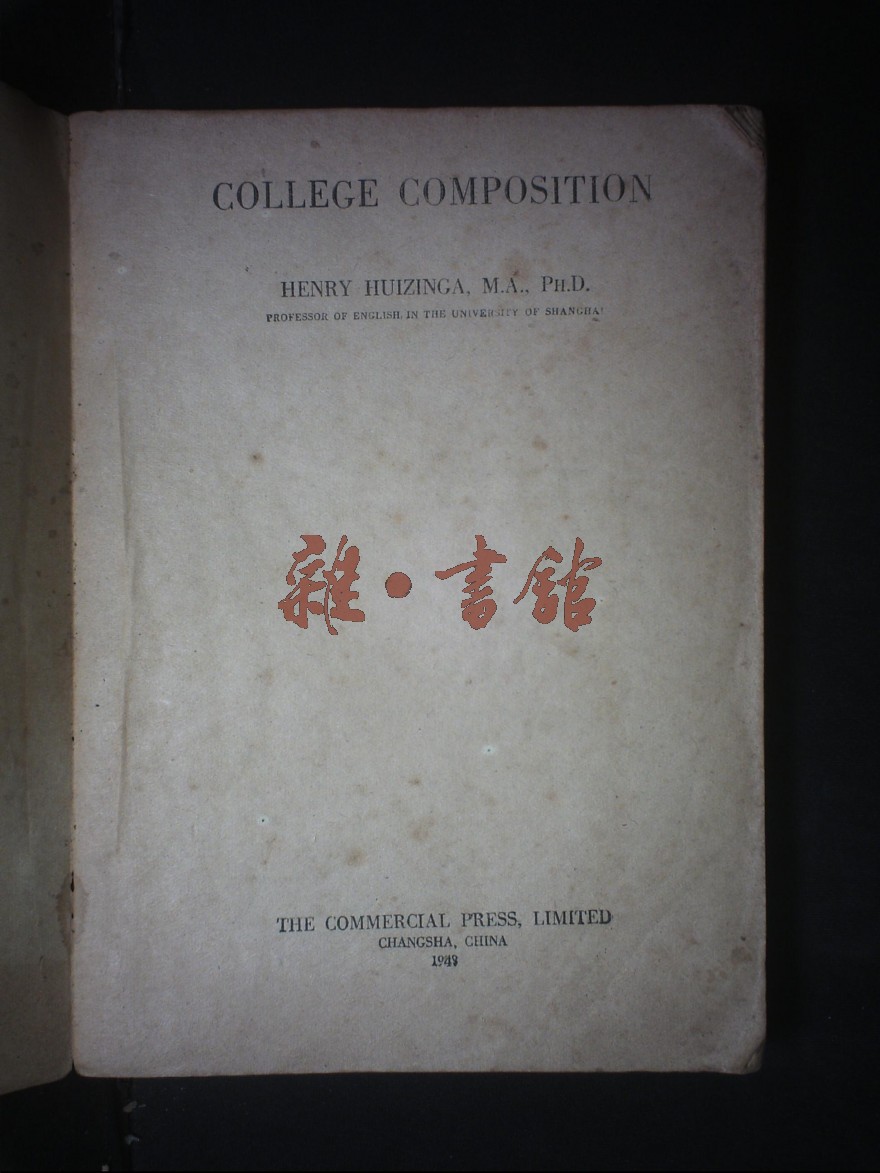 COLLEGE COMPOSITION
HENRY HUIZINGA, M.A., PH.D.
PROFESSOR OF ENGLISH IN THE UNIVERSITY OF SHANGHAI
雜·書館
THE COMMERCIAL PRESS, LIMITED
CHANGSHA, CHINA